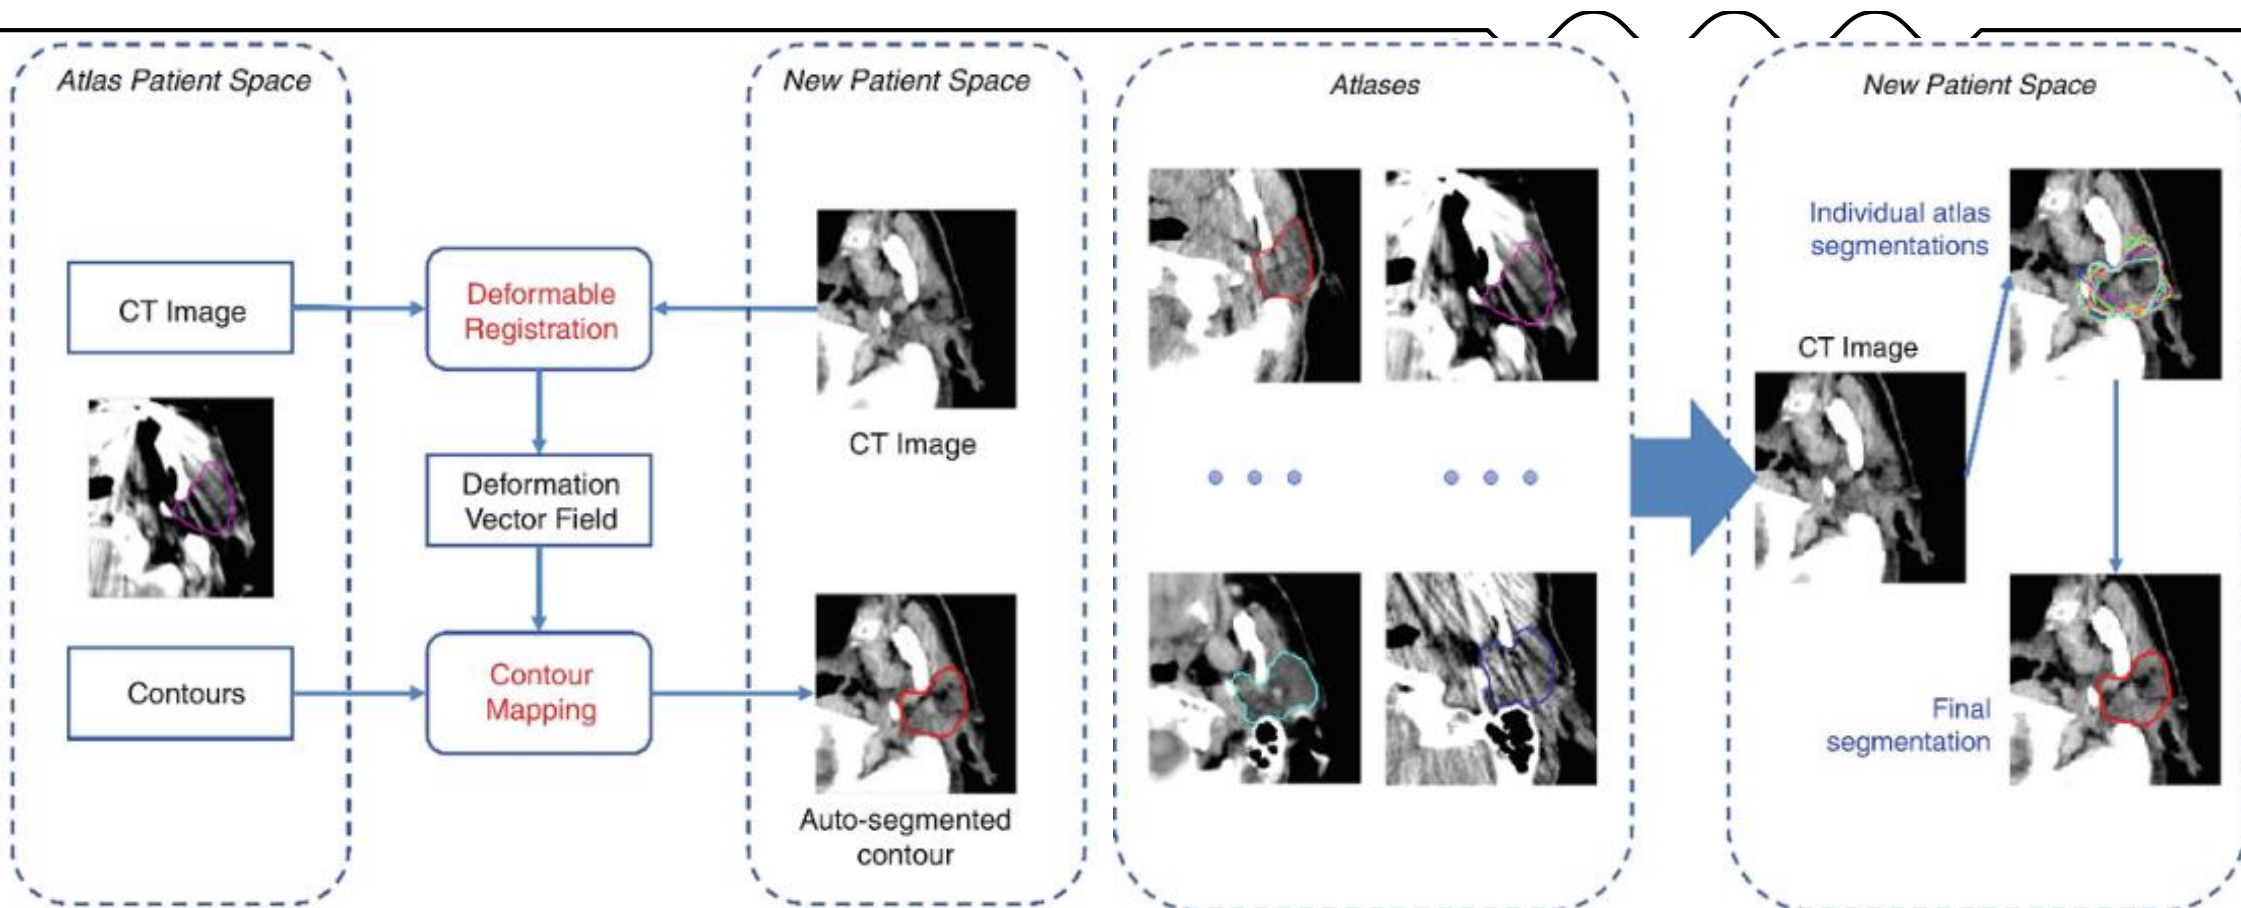 Atlas Patient Space
CT Image
Contours
Deformable
Registration
Deformation
Vector Field
Contour
Mapping
New Patient Space
CT Image
Auto-segmented
contour
Atlases
New Patient Space
Individual atlas
segmentations
CT Image
Final
segmentation